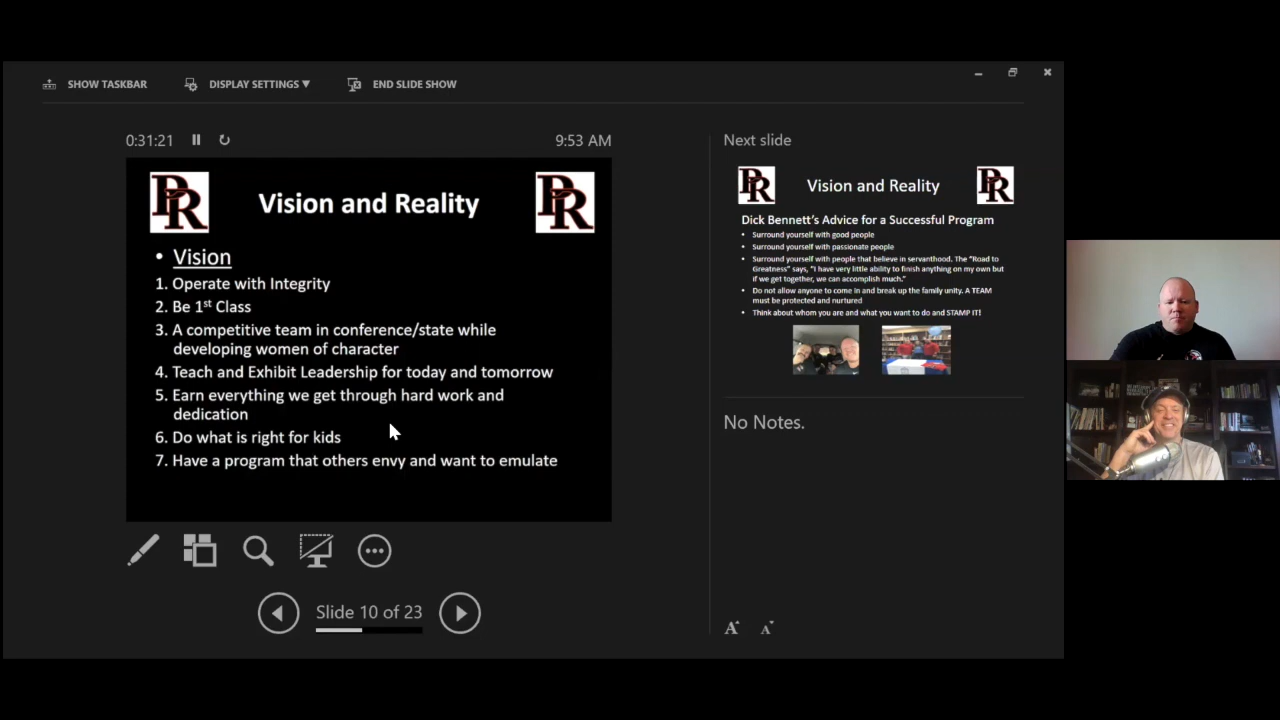 SHOW TASKBAR
DISPLAY SETTINGS ▼
END SLIDE SHOW
0:31:21
9:53 AM
PR
Vision and Reality
PR
• Vision
1. Operate with Integrity
2. Be 1st Class
3. A competitive team in conference/state while
developing women of character
4. Teach and Exhibit Leadership for today and tomorrow
5. Earn everything we get through hard work and
dedication
6. Do what is right for kids
7. Have a program that others envy and want to emulate
Slide 10 of 23
Next slide
PR
Vision and Reality
PR
Dick Bennett's Advice for a Successful Program
• Surround yourself with good people
• Surround yourself with passionate people
• Surround yourself with people that believe in servanthood. The "Road to
Greatness" says, "I have very little ability to finish anything on my own but
if we get together, we can accomplish much."
• Do not allow anyone to come in and break up the family unity. A TEAM
must be protected and nurtured
• Think about whom you are and what you want to do and STAMP IT!
No Notes.
A A